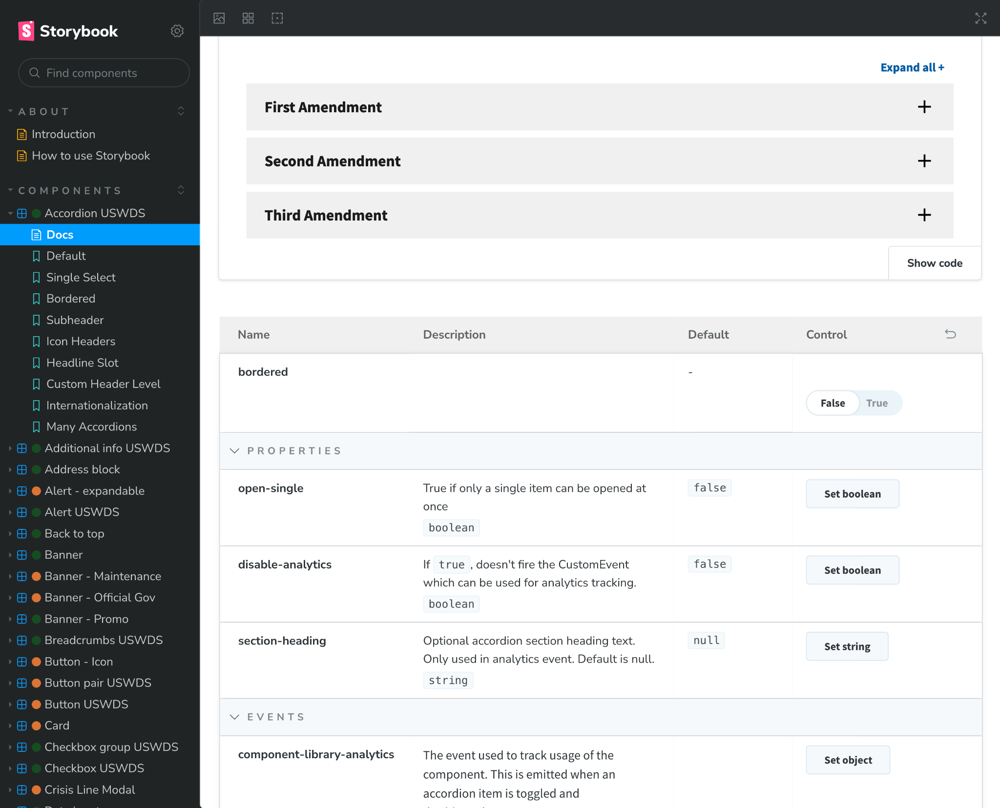 Storybook
Find components
ABOUT
Introduction
How to use Storybook
COMPONENTS
Accordion USWDS
Docs
Default
Single Select
Bordered
Subheader
Icon Headers
Headline Slot
Custom Header Level
Internationalization
Many Accordions
Additional info USWDS
Address block
Alert - expandable
Alert USWDS
Back to top
Banner
Banner - Maintenance
Banner - Official Gov
Banner - Promo
Breadcrumbs USWDS
Button - Icon
Button pair USWDS
Button USWDS
Card
Checkbox group USWDS
Checkbox USWDS
Crisis Line Modal
Expand all +
First Amendment
Second Amendment
Third Amendment
Show code
Name Description Default Control
bordered -
False True
PROPERTIES
open-single True if only a single item can be opened at false Set boolean
once
boolean
disable-analytics If true, doesn't fire the CustomEvent false Set boolean
which can be used for analytics tracking.
boolean
section-heading Optional accordion section heading text. null Set string
Only used in analytics event. Default is null.
string
EVENTS
component-library-analytics The event used to track usage of the Set object
component. This is emitted when an
accordion item is toggled and